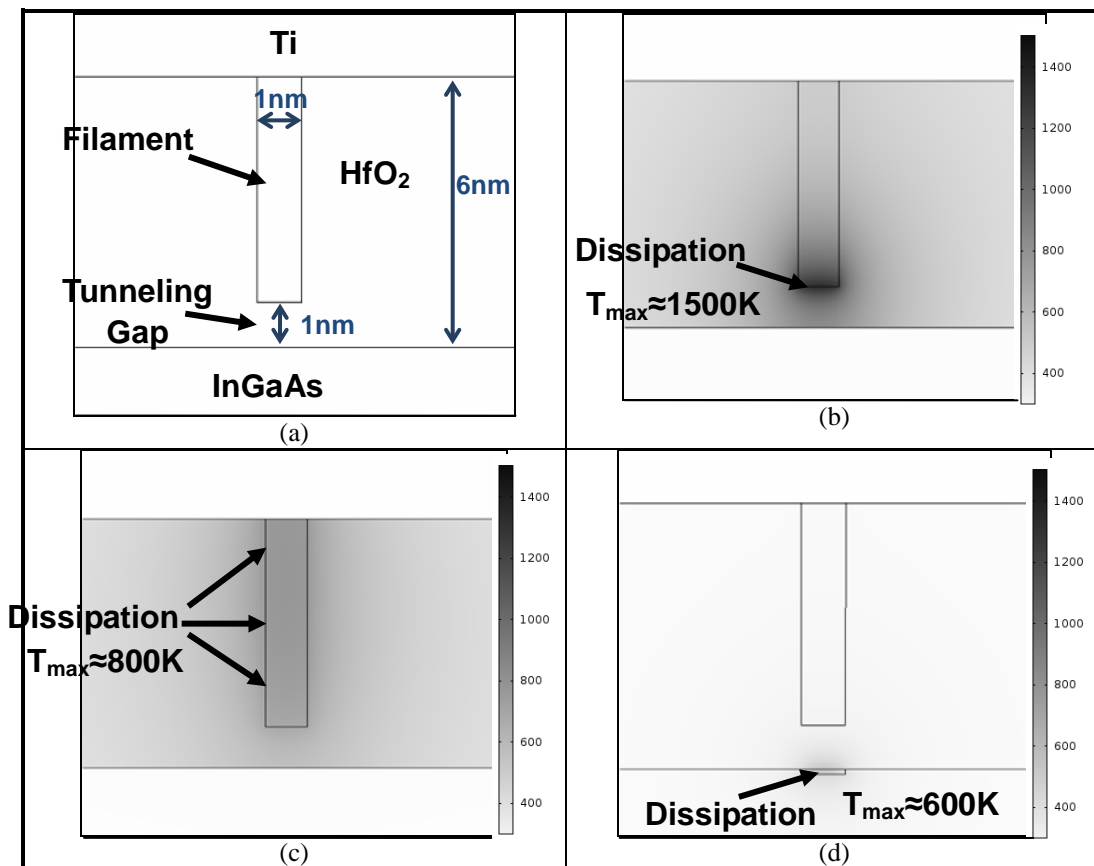 Ti
1nm
Filament
HfO₂
6nm
Tunneling
Gap
1nm
InGaAs
(a)
1400
1200
1000
800
600
400
Dissipation
Tmax≈1500K
(b)
1400
1200
1000
800
600
400
Dissipation
Tmax≈800K
(c)
1400
1200
1000
800
600
400
Dissipation
Tmax≈600K
(d)